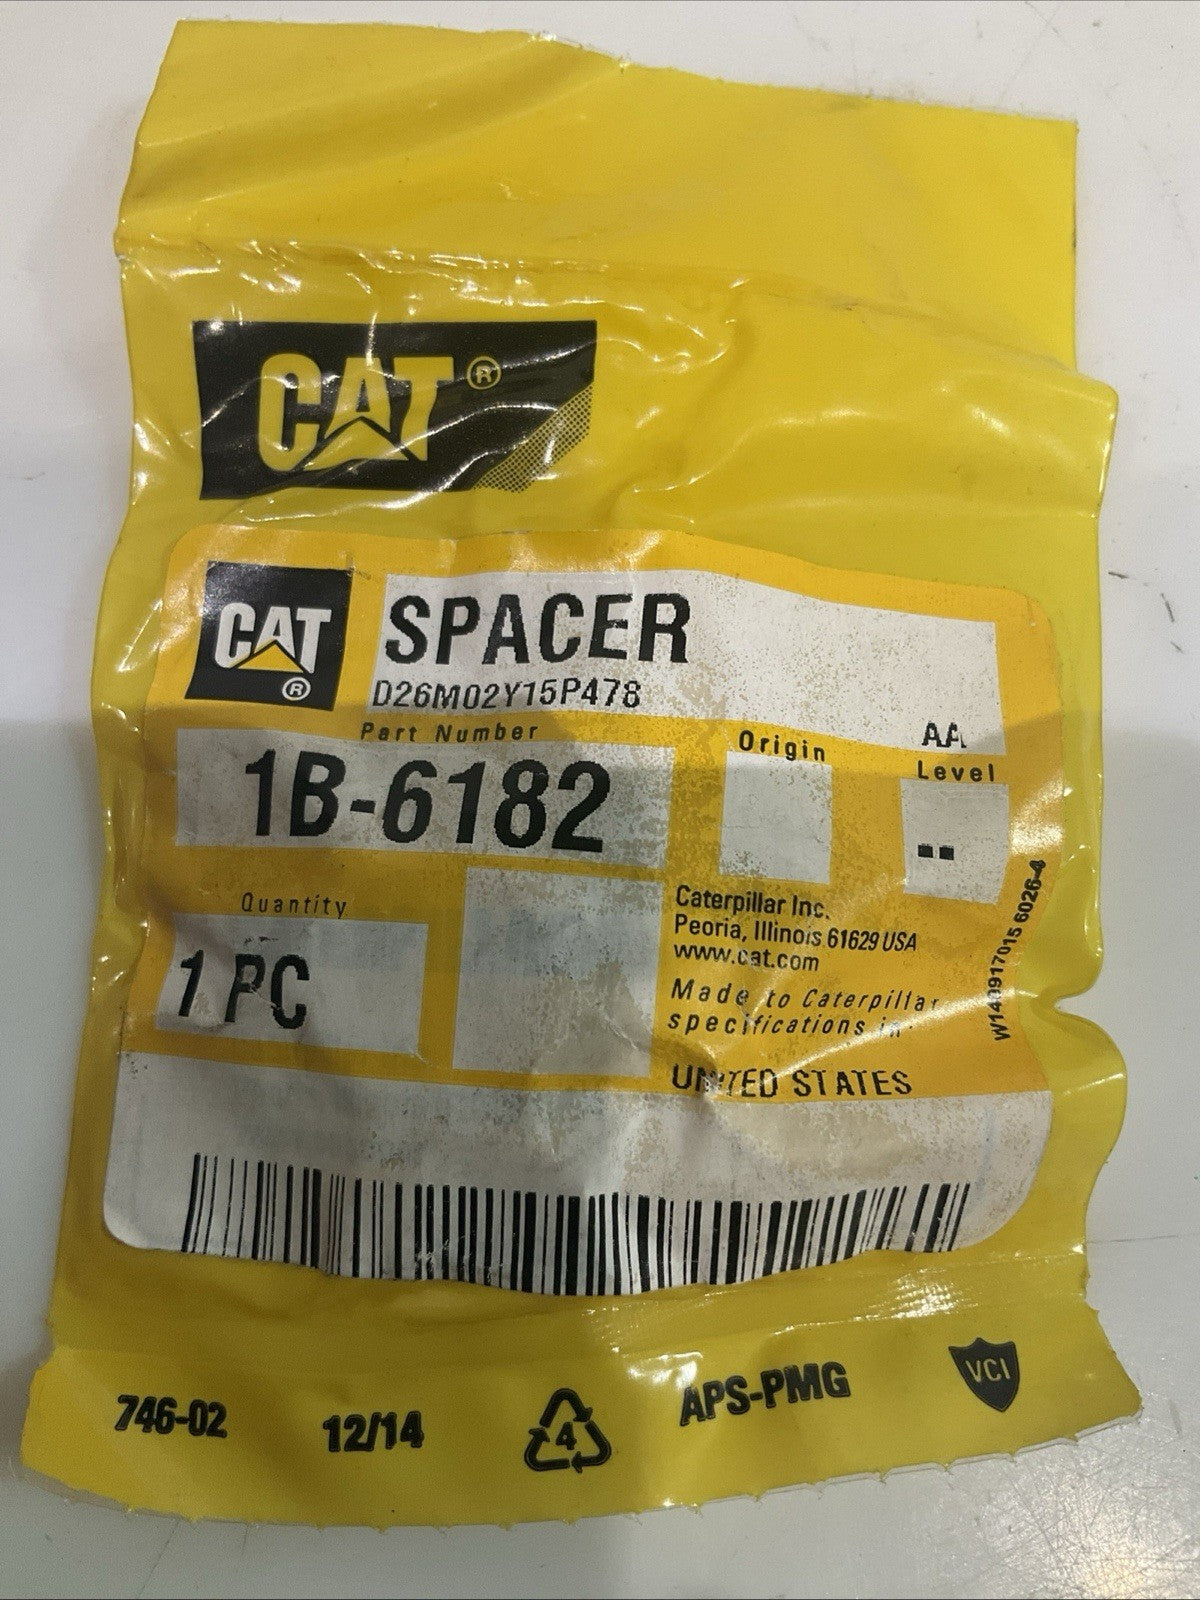 CAT ®
CAT ®
SPACER
D26M02Y15P478
AA
Part Number
Origin
Level
1B-6182
--
Quantity
1 PC
Caterpillar Inc.
Peoria, Illinois 61629 USA
www.cat.com
Made to Caterpillar
specifications in:
UNITED STATES
W140917015 6026-4
746-02
12/14
4
APS-PMG
VCI